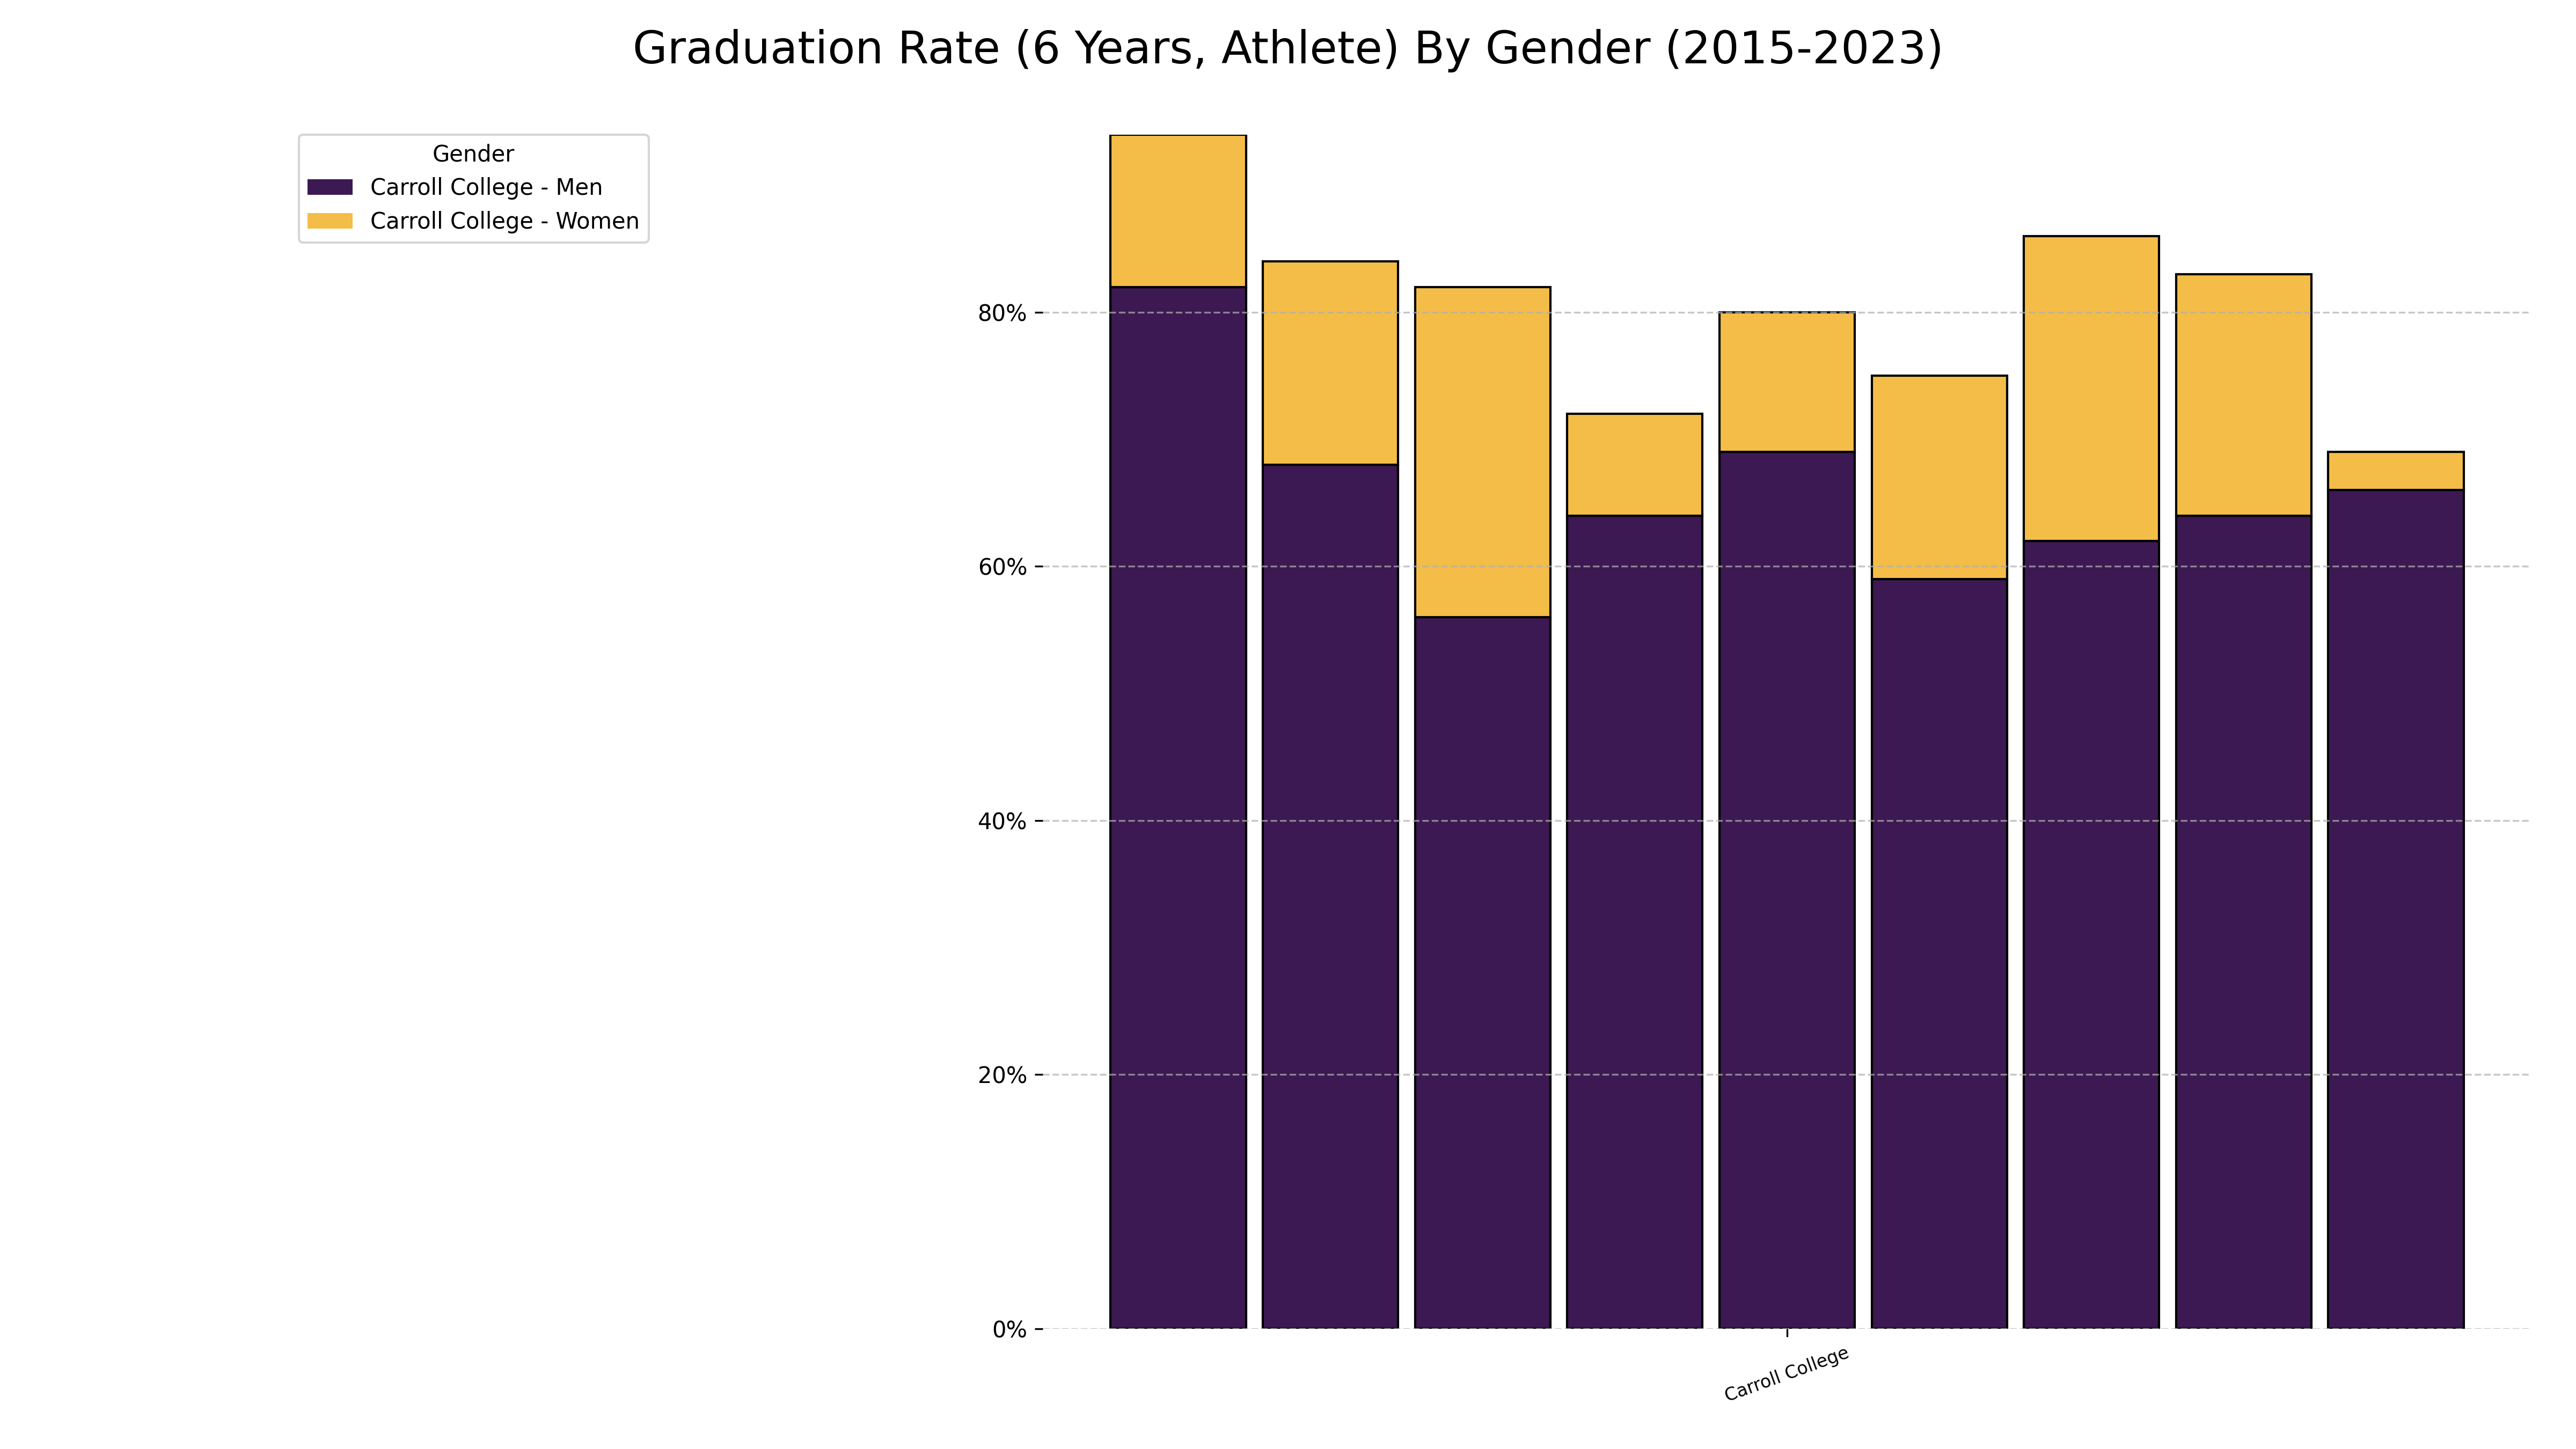 Graduation Rate (6 Years, Athlete) By Gender (2015-2023)
Gender
Carroll College - Men
Carroll College - Women
80%
60%
40%
20%
0%
Carroll College